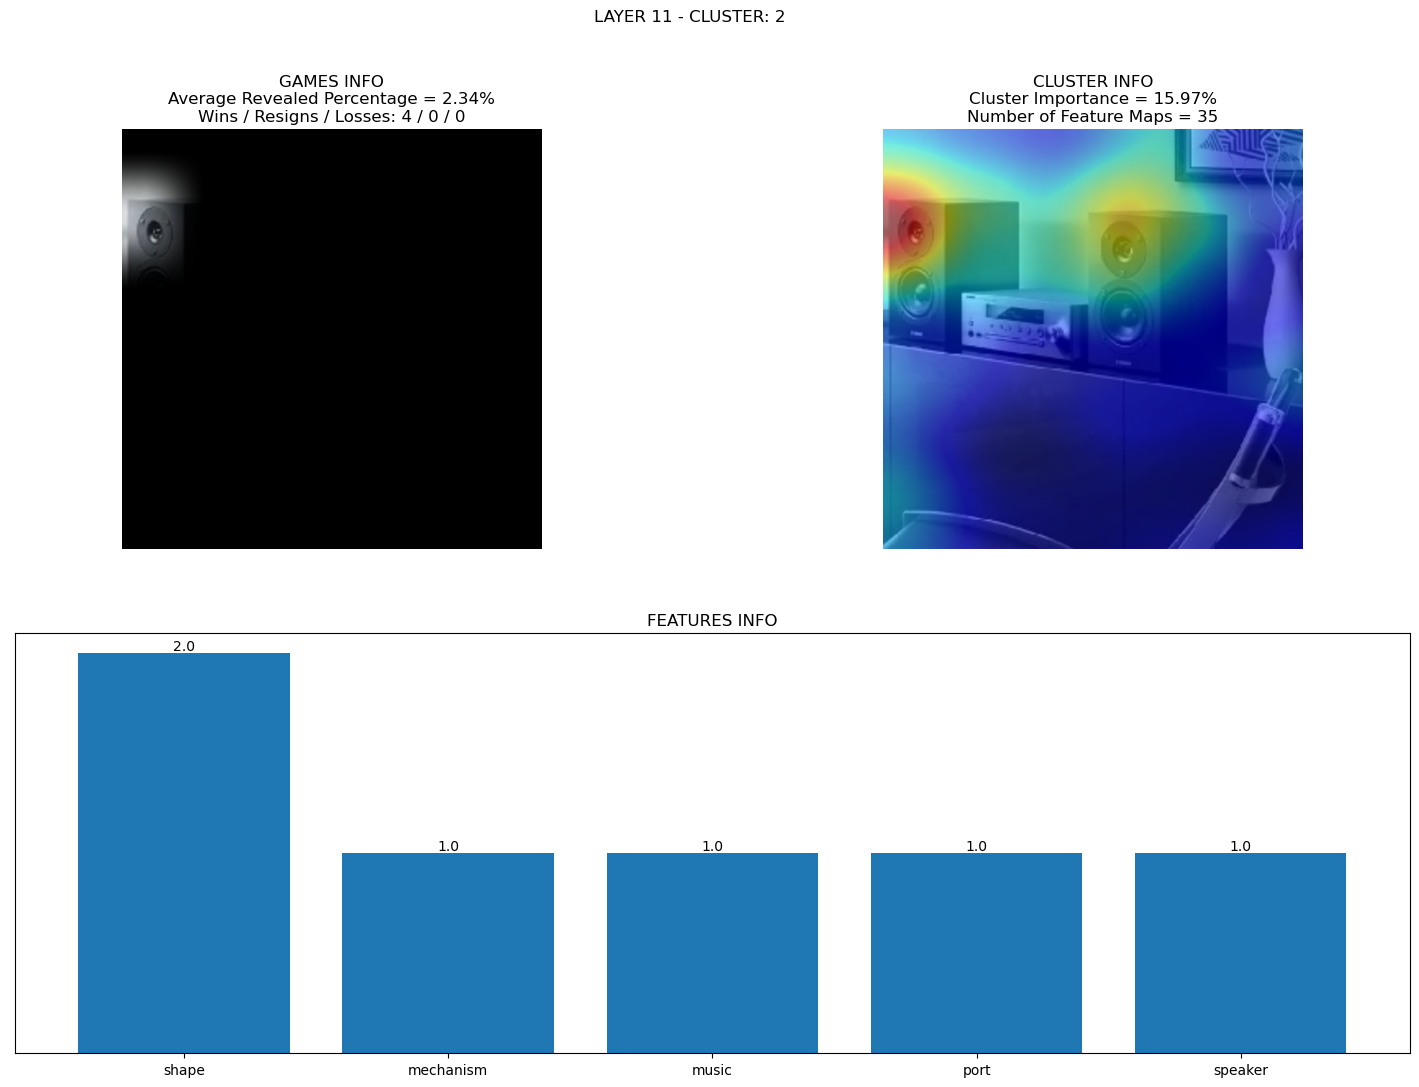 LAYER 11 - CLUSTER: 2
GAMES INFO
Average Revealed Percentage = 2.34%
Wins / Resigns / Losses: 4 / 0 / 0
CLUSTER INFO
Cluster Importance = 15.97%
Number of Feature Maps = 35
FEATURES INFO
2.0
1.0
1.0
1.0
1.0
shape
mechanism
music
port
speaker